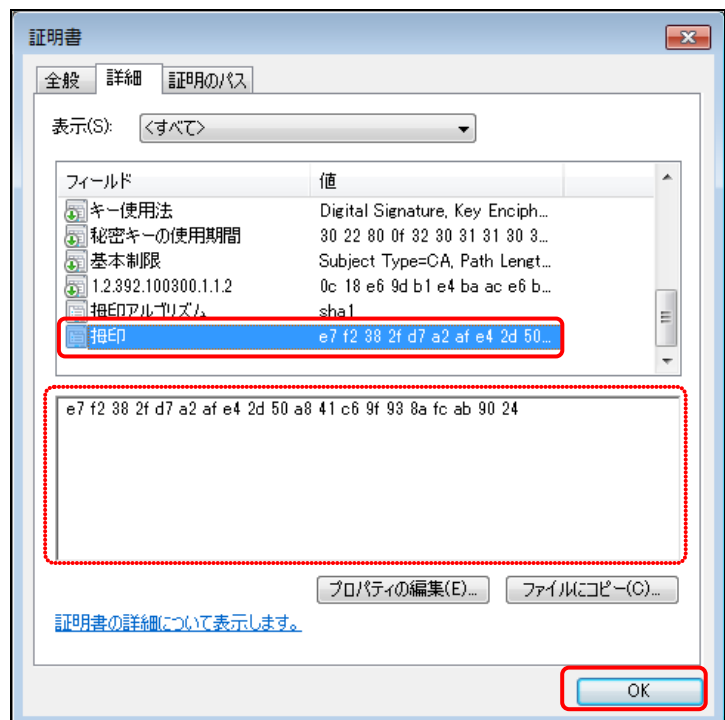 証明書
全般 詳細 証明のパス
表示(S): <すべて>
フィールド 値
キー使用法 Digital Signature, Key Enciph...
秘密キーの使用期間 30 22 80 0f 32 30 31 31 30 3...
基本制限 Subject Type=CA, Path Lengt...
1.2.392.100300.1.1.2 0c 18 e6 9d b1 e4 ba ac e6 b...
拇印アルゴリズム sha1
拇印 e7 f2 38 2f d7 a2 af e4 2d 50...
e7 f2 38 2f d7 a2 af e4 2d 50 a8 41 c6 9f 93 8a fc ab 90 24
プロパティの編集(E)... ファイルにコピー(C)...
証明書の詳細について表示します。
OK